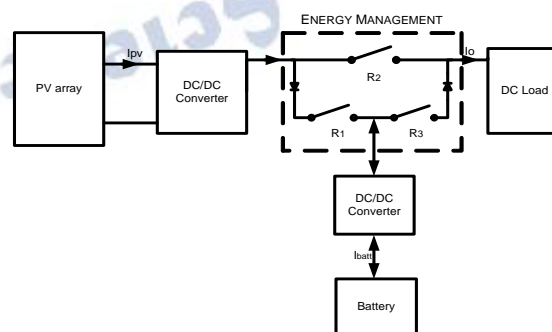 ENERGY MANAGEMENT
Ipv
Io
PV array
DC/DC
Converter
R2
DC Load
R1
R3
DC/DC
Converter
Ibatt
Battery